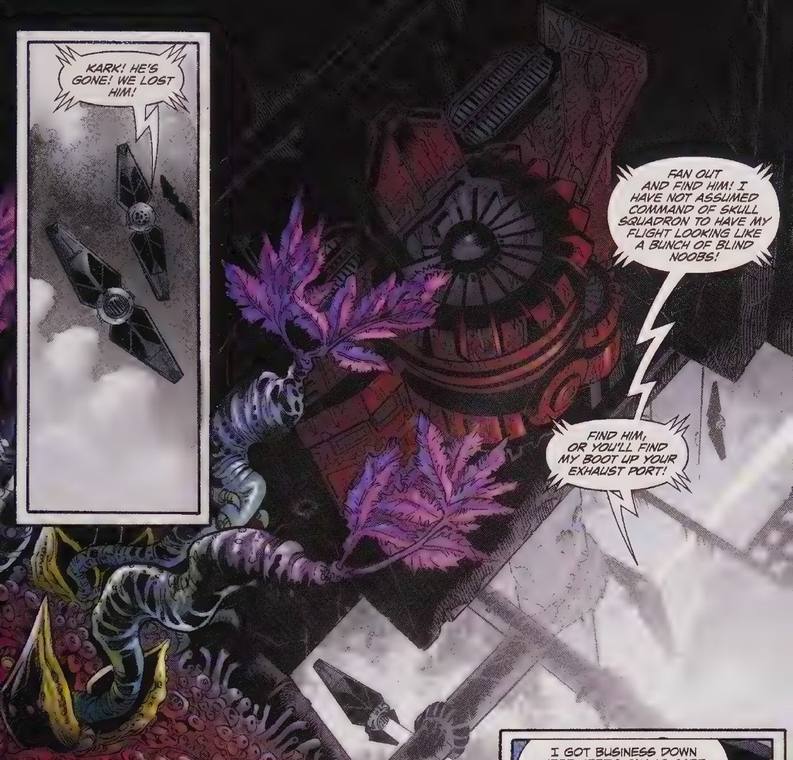 KARK! HE'S
GONE! WE LOST
HIM!
FAN OUT
AND FIND HIM! I
HAVE NOT ASSUMED
COMMAND OF SKULL
SQUADRON TO HAVE MY
FLIGHT LOOKING LIKE
A BUNCH OF BLIND
NOOBS!
FIND HIM,
OR YOU'LL FIND
MY BOOT UP YOUR
EXHAUST PORT!
I GOT BUSINESS DOWN